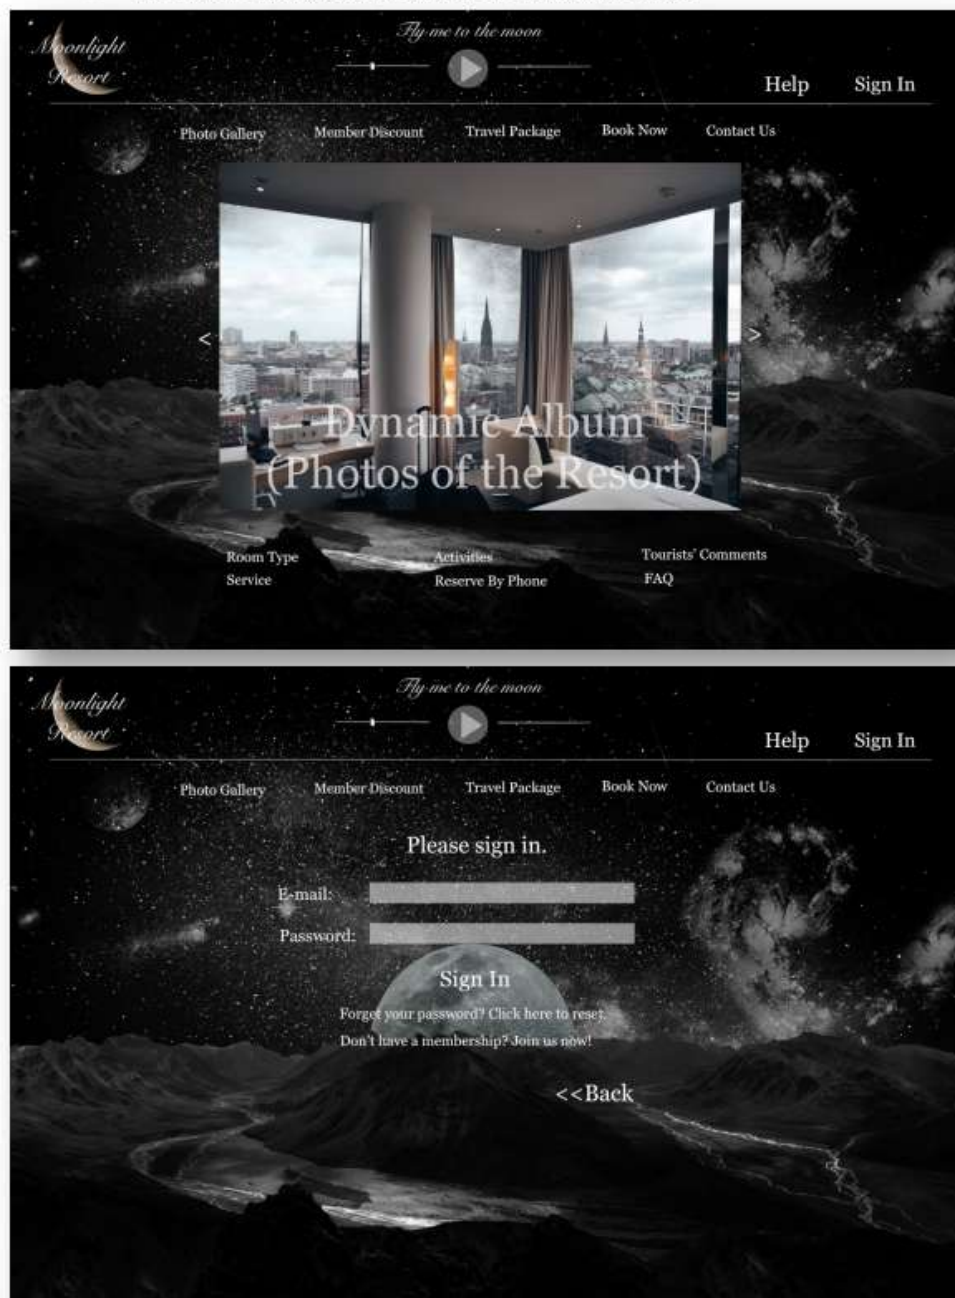 Fly me to the moon
Moonlight
Resort
Help Sign In
Photo Gallery Member Discount Travel Package Book Now Contact Us
< >
Dynamic Album
(Photos of the Resort)
Room Type Activities Tourists' Comments
Service Reserve By Phone FAQ
Fly me to the moon
Moonlight
Resort
Help Sign In
Photo Gallery Member Discount Travel Package Book Now Contact Us
Please sign in.
E-mail:
Password:
Sign In
Forget your password? Click here to reset.
Don't have a membership? Join us now!
<<Back